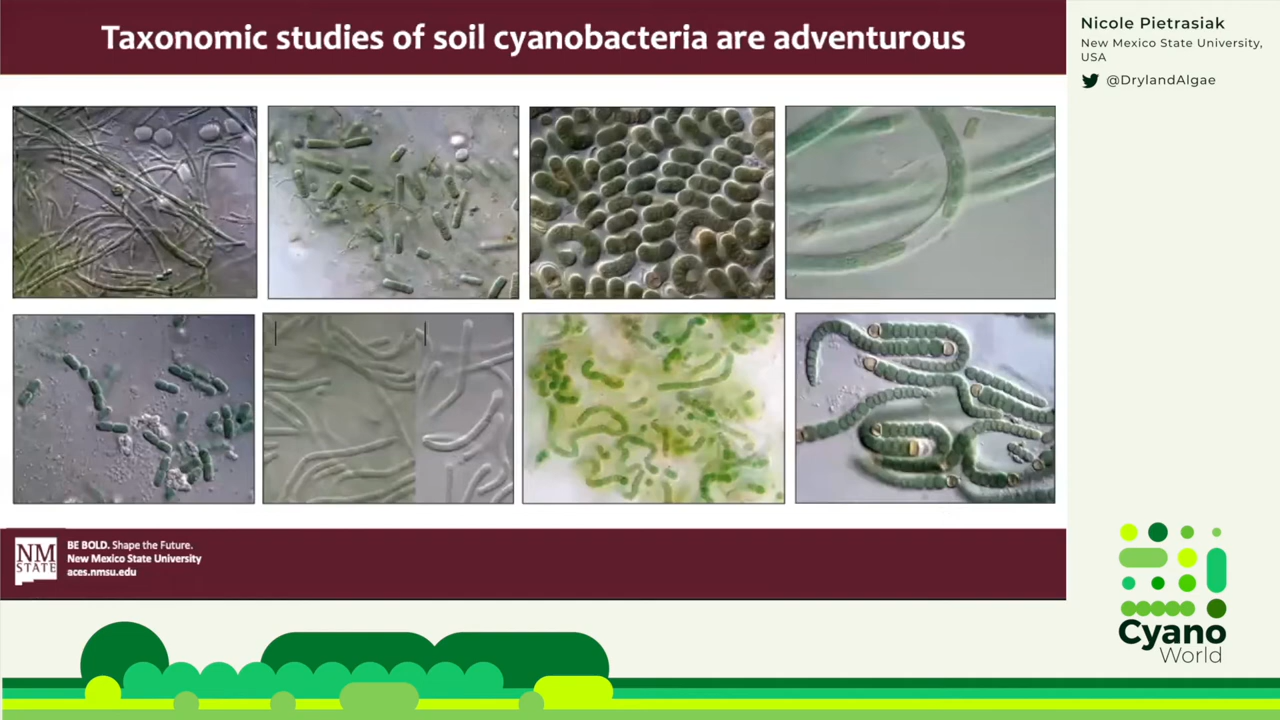 Taxonomic studies of soil cyanobacteria are adventurous
Nicole Pietrasiak
New Mexico State University,
USA
@DrylandAlgae
NM
STATE
BE BOLD. Shape the Future.
New Mexico State University
aces.nmsu.edu
Cyano
World